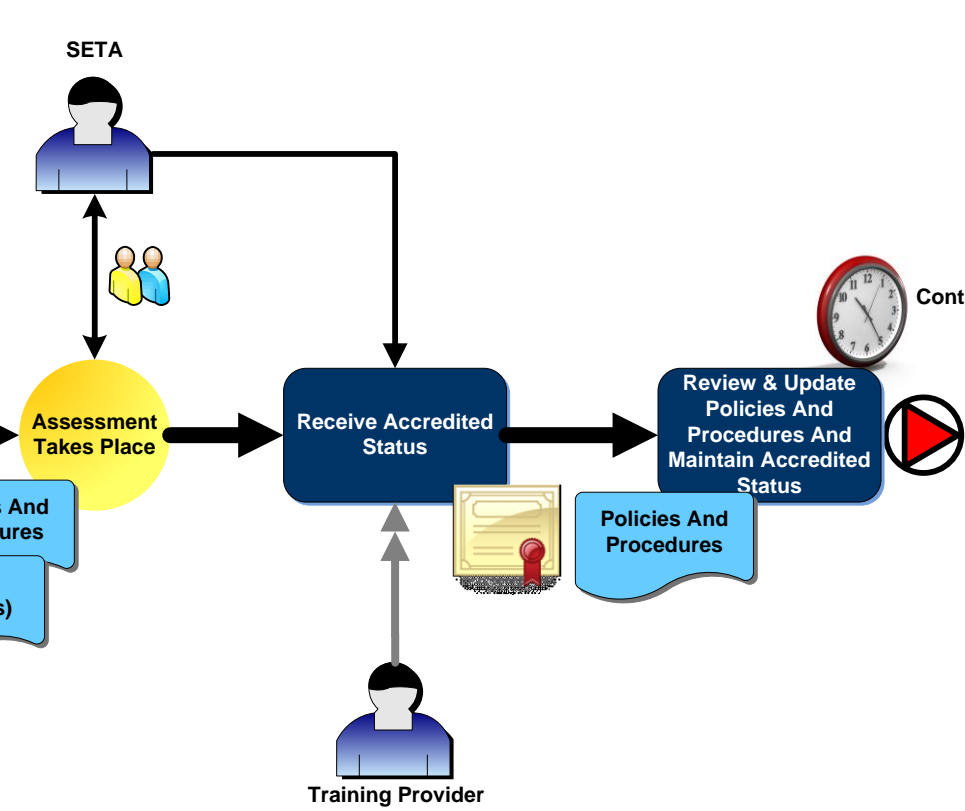 SETA
Cont
Review & Update
Policies And
Procedures And
Maintain Accredited
Status
Assessment
Takes Place
Receive Accredited
Status
And
Policies And
Procedures
Training Provider